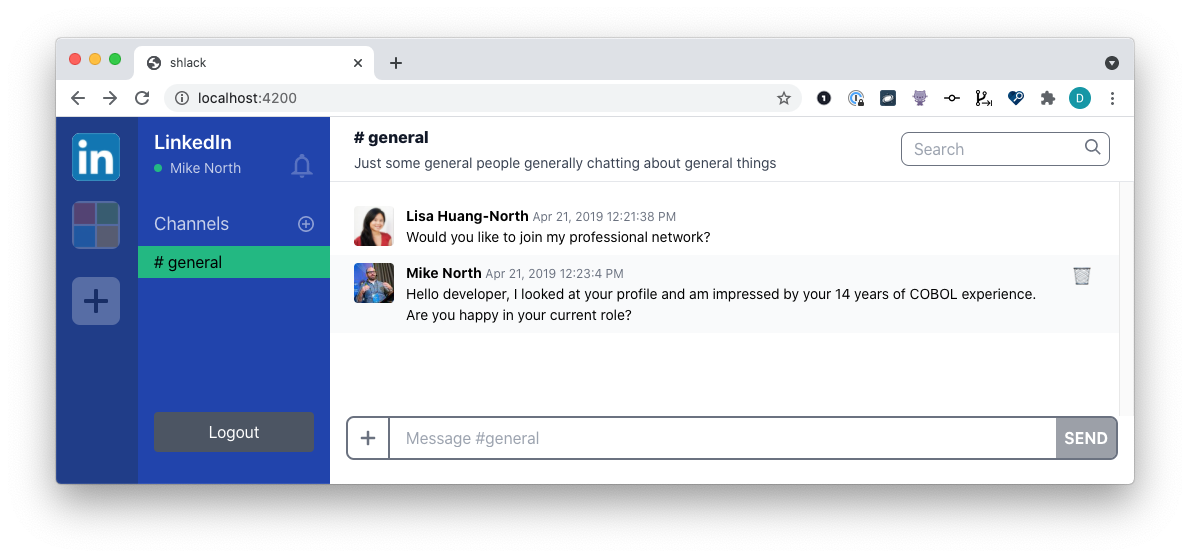 shlack
localhost:4200
1
D
in
LinkedIn
Mike North
Channels
# general
Logout
# general
Just some general people generally chatting about general things
Search
Lisa Huang-North Apr 21, 2019 12:21:38 PM
Would you like to join my professional network?
Mike North Apr 21, 2019 12:23:4 PM
Hello developer, I looked at your profile and am impressed by your 14 years of COBOL experience.
Are you happy in your current role?
Message #general
SEND